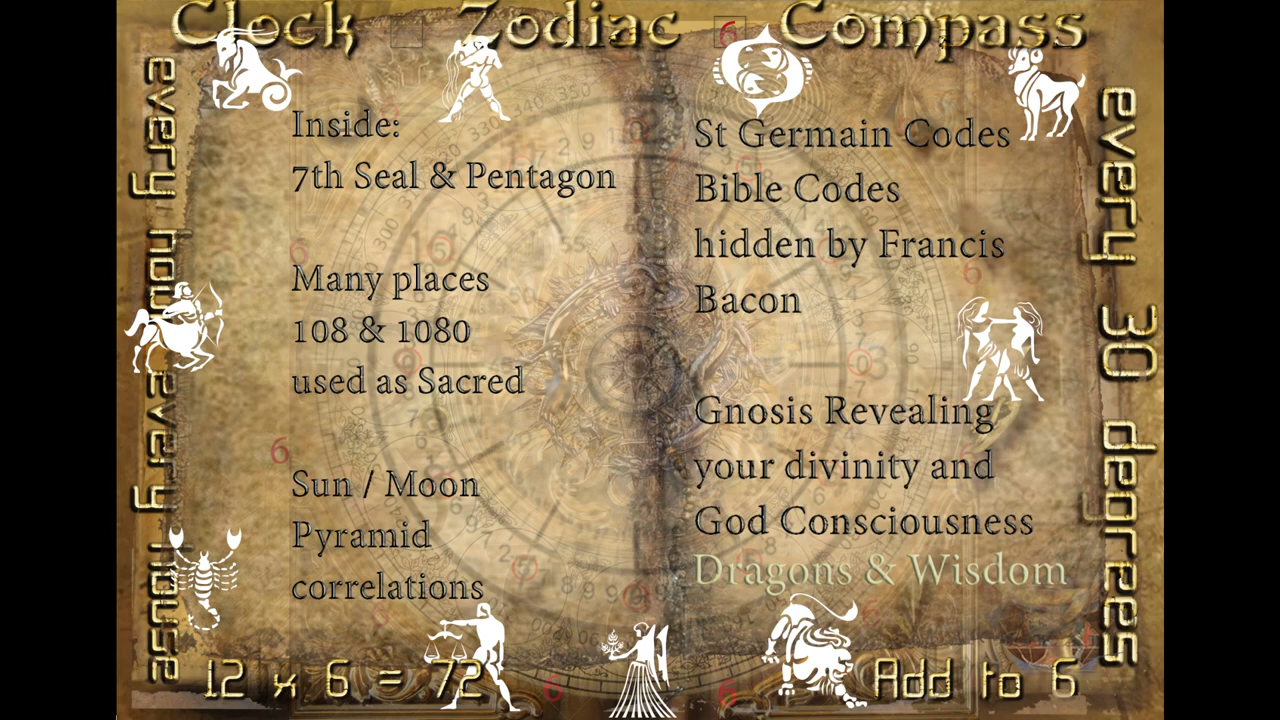 Clock Zodiac Compass
every hour every house
Inside:
7th Seal & Pentagon
Many places
108 & 1080
used as Sacred
Sun / Moon
Pyramid
correlations
St Germain Codes
Bible Codes
hidden by Francis
Bacon
Gnosis Revealing
your divinity and
God Consciousness
Dragons & Wisdom
every 30 degrees
12 x 6 = 72
Add to 6